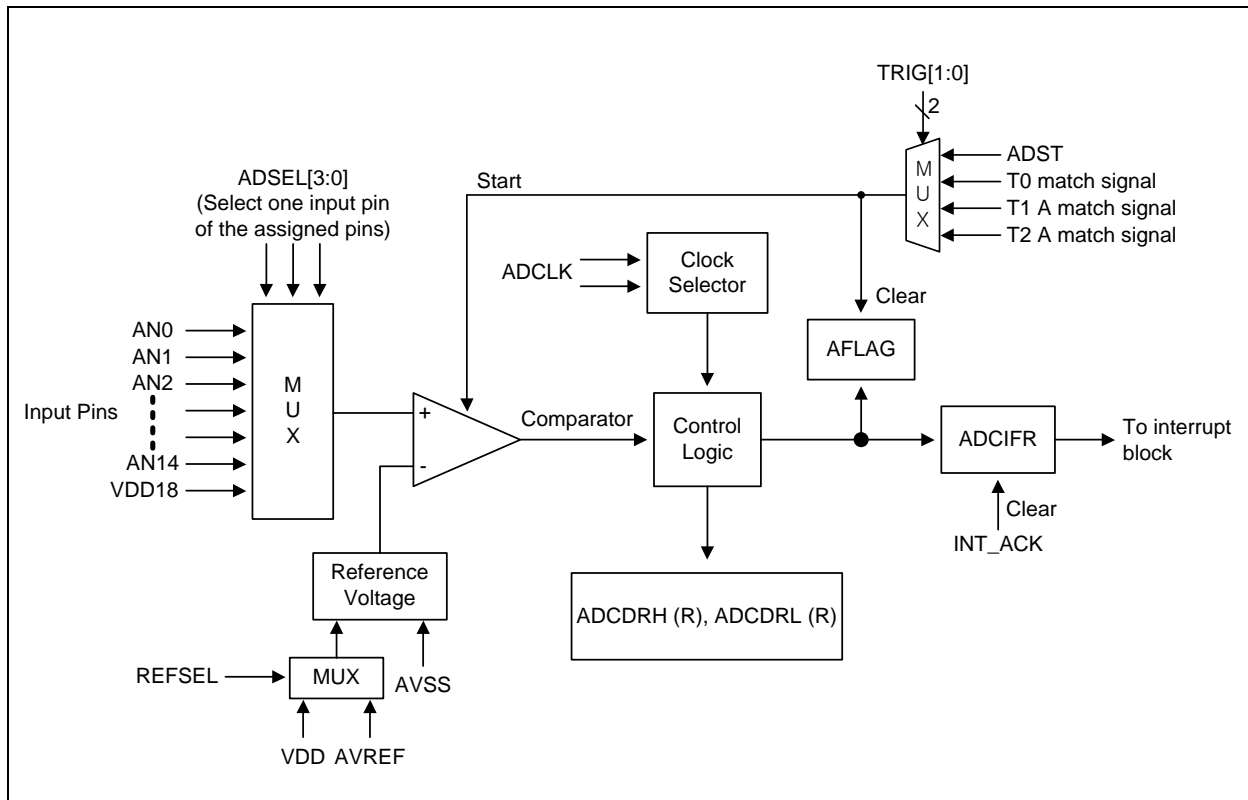 TRIG[1:0]
2
MUX
ADST
T0 match signal
T1 A match signal
T2 A match signal
ADSEL[3:0]
(Select one input pin
of the assigned pins)
Start
ADCLK
Clock
Selector
Clear
AFLAG
Input Pins
AN0
AN1
AN2
AN14
VDD18
MUX
+
-
Comparator
Control
Logic
ADCIFR
To interrupt
block
Clear
INT_ACK
Reference
Voltage
ADCDRH (R), ADCDRL (R)
REFSEL
MUX
AVSS
VDD
AVREF